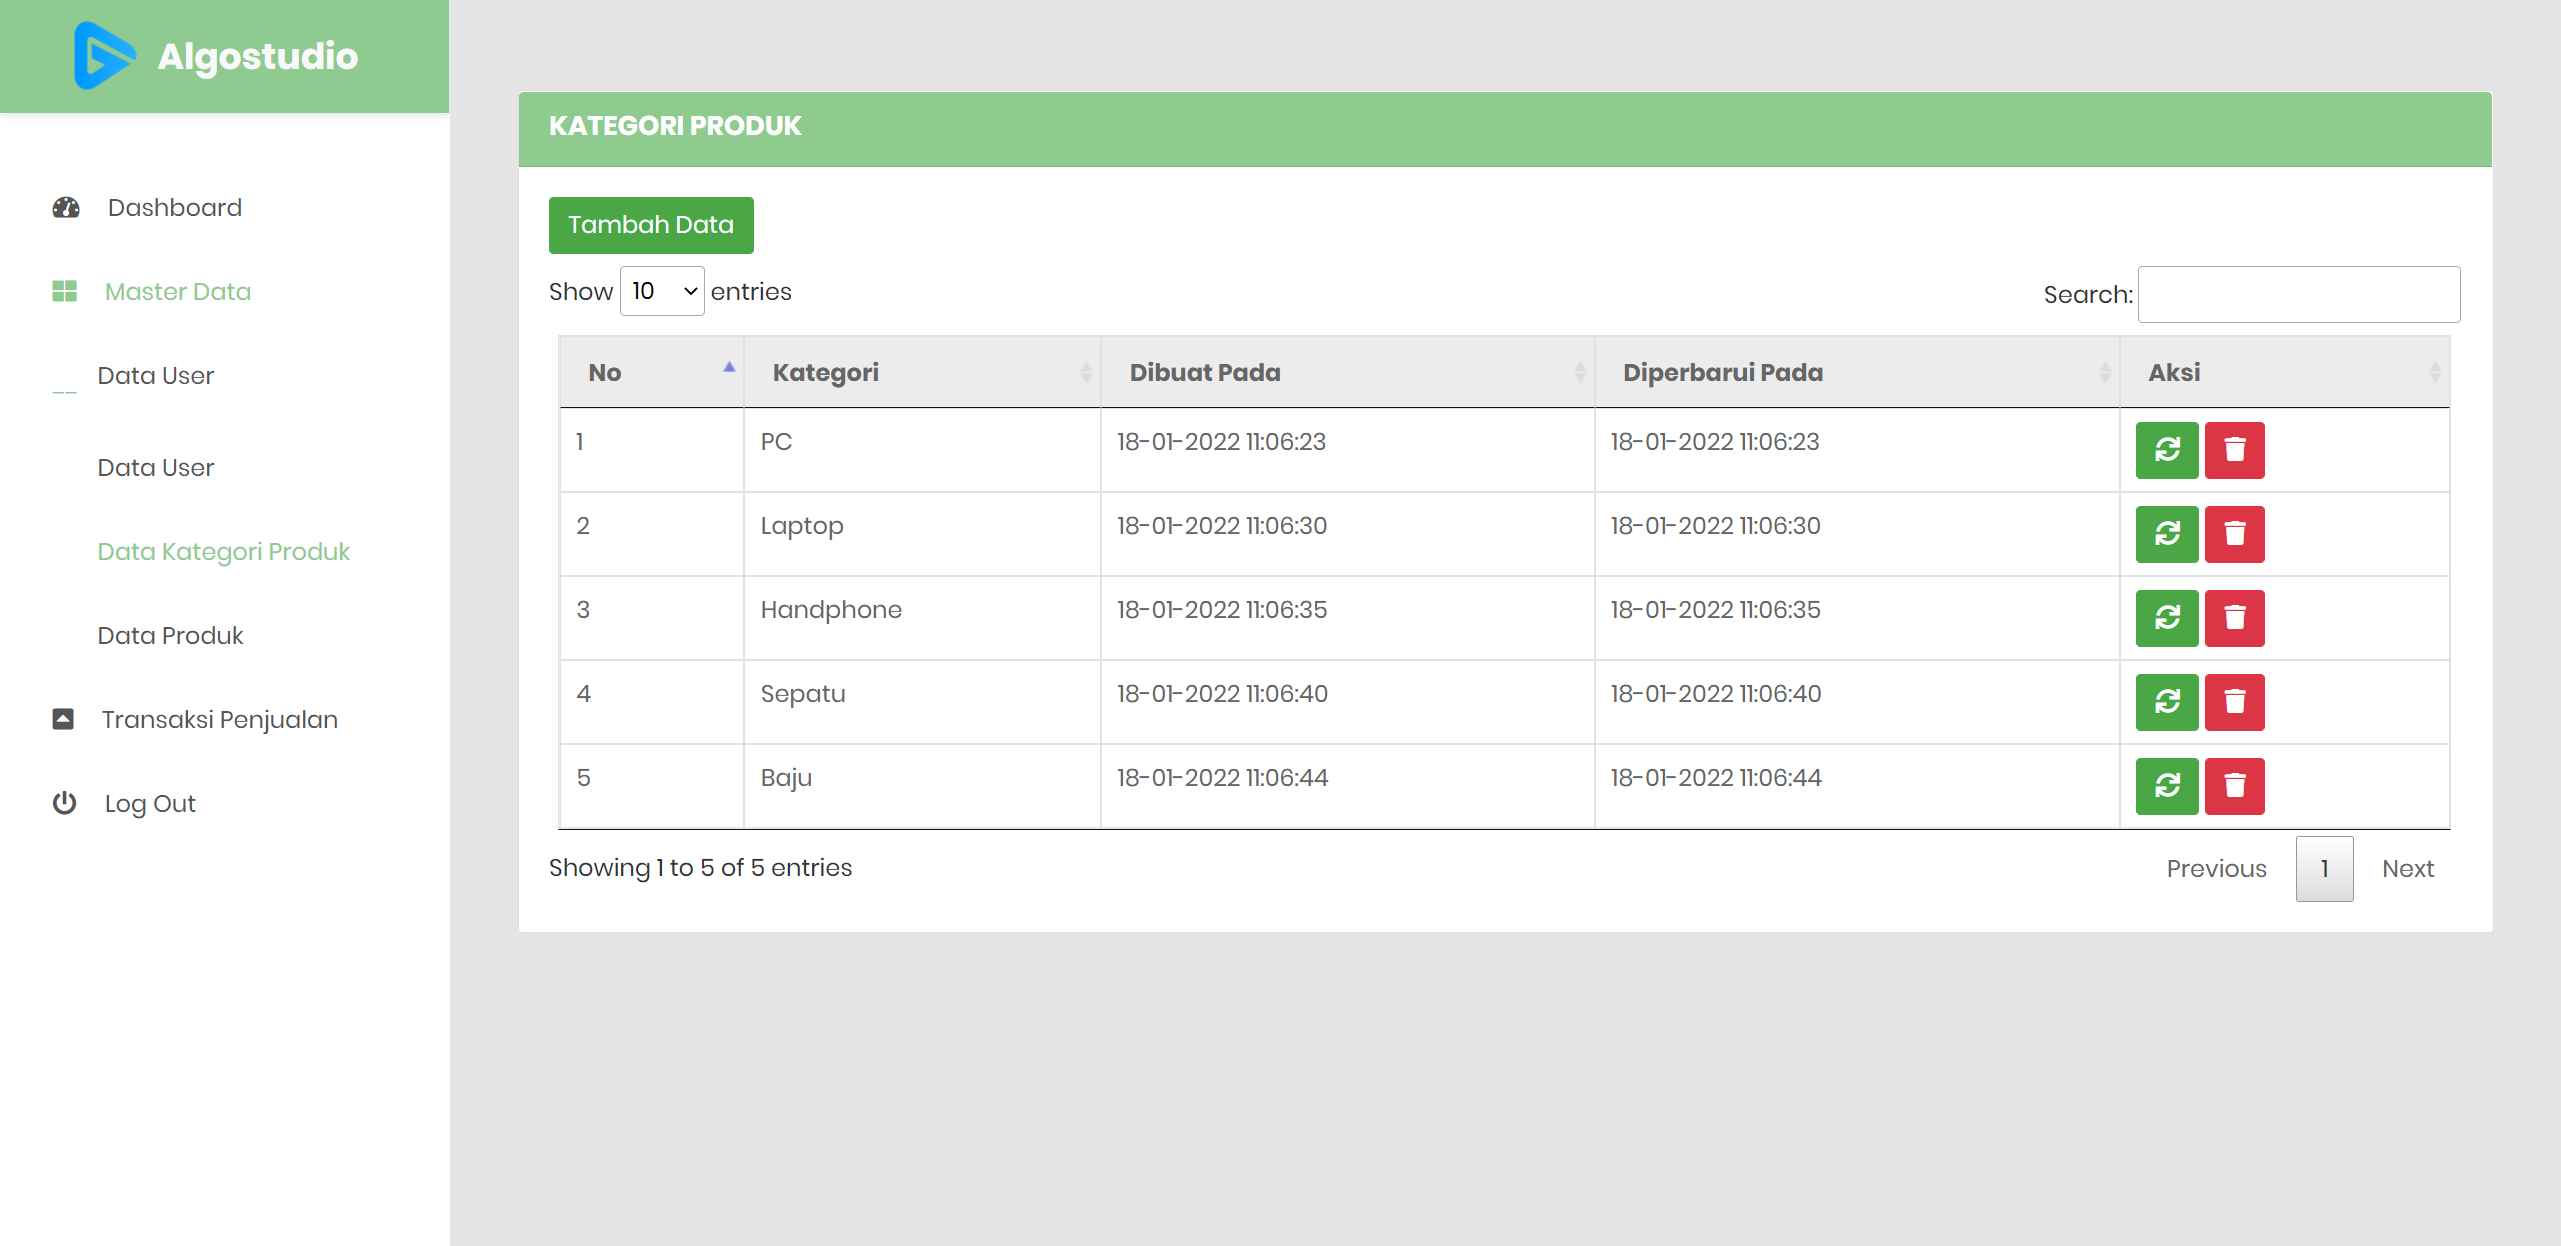 Algostudio
Dashboard
Master Data
Data User
Data User
Data Kategori Produk
Data Produk
Transaksi Penjualan
Log Out
KATEGORI PRODUK
Tambah Data
Show 10 entries
Search:
No Kategori Dibuat Pada Diperbarui Pada Aksi
1 PC 18-01-2022 11:06:23 18-01-2022 11:06:23
2 Laptop 18-01-2022 11:06:30 18-01-2022 11:06:30
3 Handphone 18-01-2022 11:06:35 18-01-2022 11:06:35
4 Sepatu 18-01-2022 11:06:40 18-01-2022 11:06:40
5 Baju 18-01-2022 11:06:44 18-01-2022 11:06:44
Showing 1 to 5 of 5 entries
Previous 1 Next